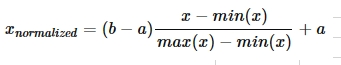 x_normalized = (b − a) (x − min(x)) / (max(x) − min(x)) + a